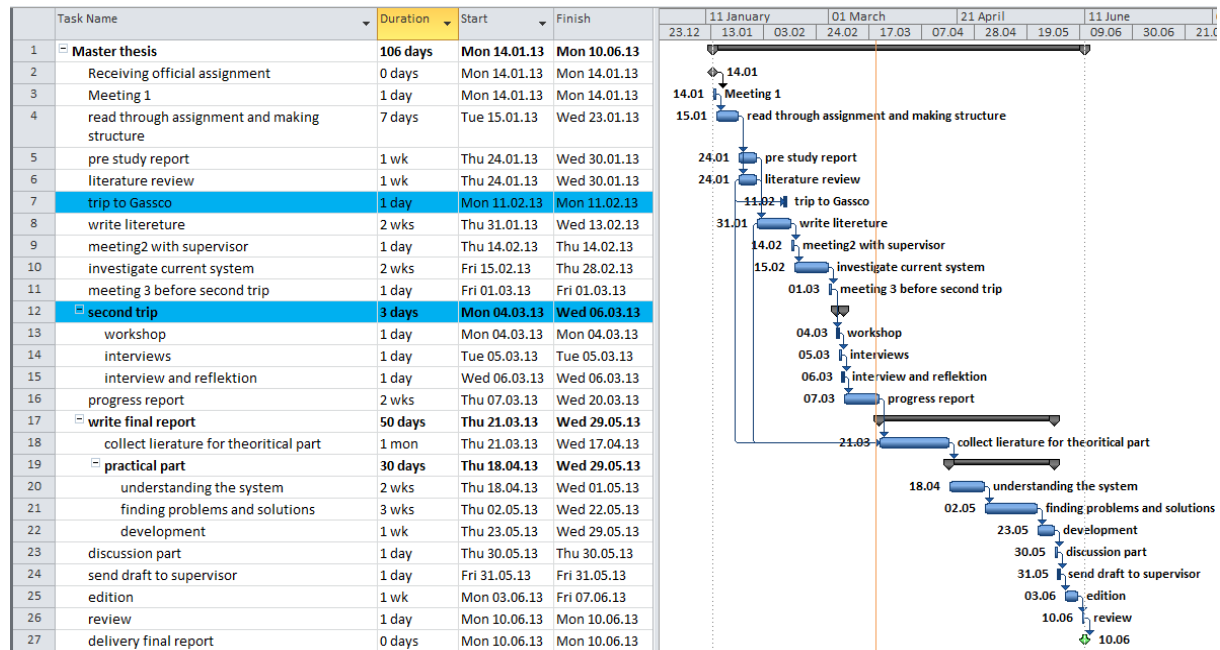 Task Name Duration Start Finish 11 January 01 March 21 April 11 June
23.12 13.01 03.02 24.02 17.03 07.04 28.04 19.05 09.06 30.06 21.0
1 Master thesis 106 days Mon 14.01.13 Mon 10.06.13
2 Receiving official assignment 0 days Mon 14.01.13 Mon 14.01.13 14.01
3 Meeting 1 1 day Mon 14.01.13 Mon 14.01.13 14.01 Meeting 1
4 read through assignment and making 7 days Tue 15.01.13 Wed 23.01.13 15.01 read through assignment and making structure
structure
5 pre study report 1 wk Thu 24.01.13 Wed 30.01.13 24.01 pre study report
6 literature review 1 wk Thu 24.01.13 Wed 30.01.13 24.01 literature review
7 trip to Gassco 1 day Mon 11.02.13 Mon 11.02.13 11.02 trip to Gassco
8 write litereture 2 wks Thu 31.01.13 Wed 13.02.13 31.01 write litereture
9 meeting2 with supervisor 1 day Thu 14.02.13 Thu 14.02.13 14.02 meeting2 with supervisor
10 investigate current system 2 wks Fri 15.02.13 Thu 28.02.13 15.02 investigate current system
11 meeting 3 before second trip 1 day Fri 01.03.13 Fri 01.03.13 01.03 meeting 3 before second trip
12 second trip 3 days Mon 04.03.13 Wed 06.03.13
13 workshop 1 day Mon 04.03.13 Mon 04.03.13 04.03 workshop
14 interviews 1 day Tue 05.03.13 Tue 05.03.13 05.03 interviews
15 interview and reflektion 1 day Wed 06.03.13 Wed 06.03.13 06.03 interview and reflektion
16 progress report 2 wks Thu 07.03.13 Wed 20.03.13 07.03 progress report
17 write final report 50 days Thu 21.03.13 Wed 29.05.13
18 collect lierature for theoritical part 1 mon Thu 21.03.13 Wed 17.04.13 21.03 collect lierature for theoritical part
19 practical part 30 days Thu 18.04.13 Wed 29.05.13
20 understanding the system 2 wks Thu 18.04.13 Wed 01.05.13 18.04 understanding the system
21 finding problems and solutions 3 wks Thu 02.05.13 Wed 22.05.13 02.05 finding problems and solutions
22 development 1 wk Thu 23.05.13 Wed 29.05.13 23.05 development
23 discussion part 1 day Thu 30.05.13 Thu 30.05.13 30.05 discussion part
24 send draft to supervisor 1 day Fri 31.05.13 Fri 31.05.13 31.05 send draft to supervisor
25 edition 1 wk Mon 03.06.13 Fri 07.06.13 03.06 edition
26 review 1 day Mon 10.06.13 Mon 10.06.13 10.06 review
27 delivery final report 0 days Mon 10.06.13 Mon 10.06.13 10.06